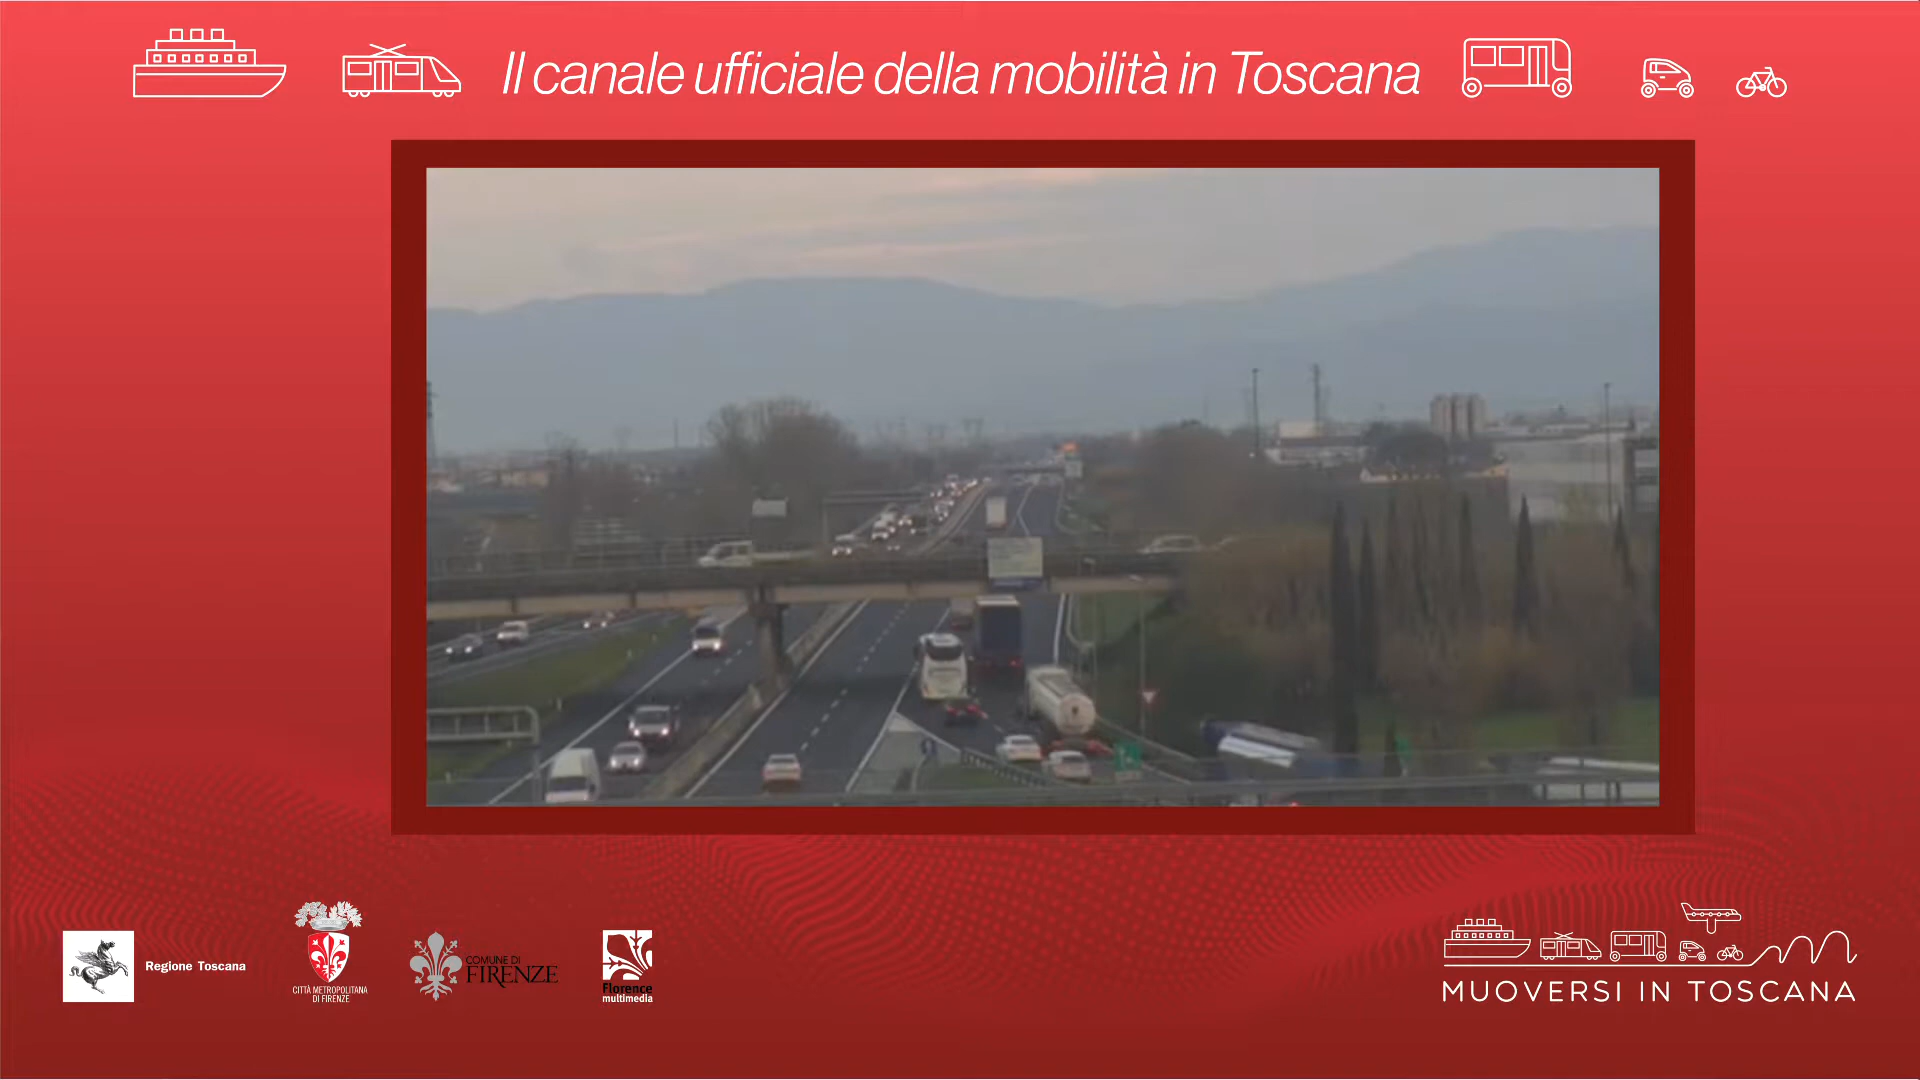 Il canale ufficiale della mobilità in Toscana
Regione Toscana
CITTÀ METROPOLITANA
DI FIRENZE
COMUNE DI
FIRENZE
Florence
multimedia
MUOVERSI IN TOSCANA